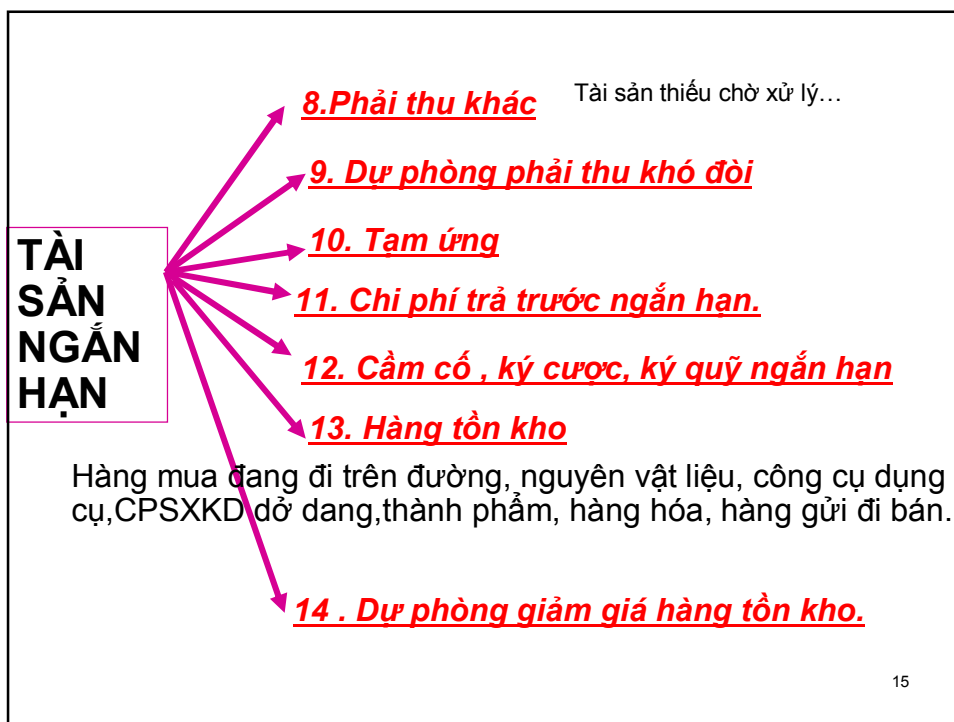 8.Phải thu khác
Tài sản thiếu chờ xử lý…
9. Dự phòng phải thu khó đòi
10. Tạm ứng
TÀI
SẢN
NGẮN
HẠN
11. Chi phí trả trước ngắn hạn.
12. Cầm cố , ký cược, ký quỹ ngắn hạn
13. Hàng tồn kho
Hàng mua đang đi trên đường, nguyên vật liệu, công cụ dụng
cụ,CPSXKD dở dang,thành phẩm, hàng hóa, hàng gửi đi bán.
14 . Dự phòng giảm giá hàng tồn kho.
15